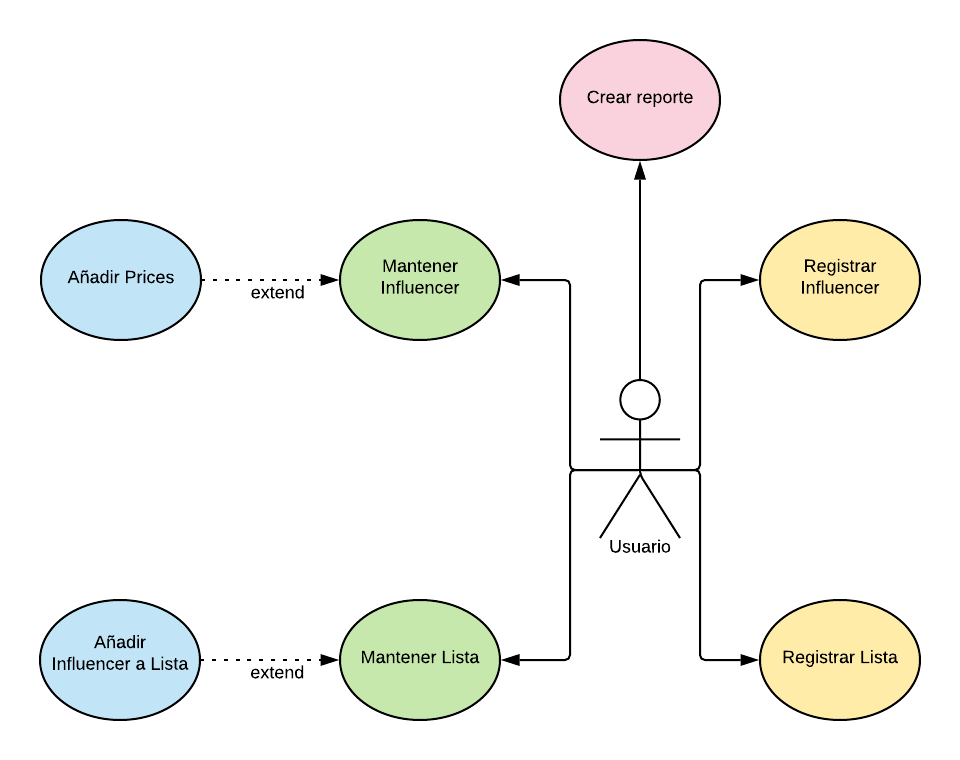 Crear reporte
Añadir Prices
extend
Mantener
Influencer
Registrar
Influencer
Usuario
Añadir
Influencer a Lista
extend
Mantener Lista
Registrar Lista